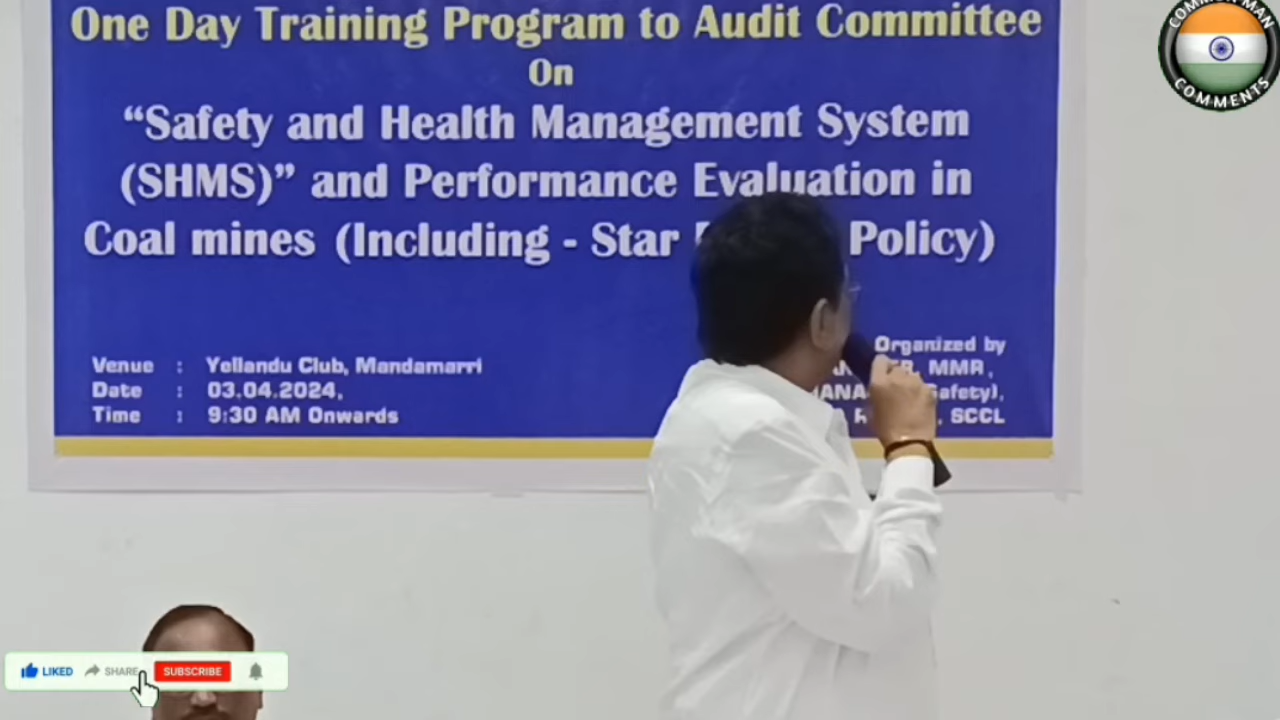 One Day Training Program to Audit Committee
On
“Safety and Health Management System
(SHMS)” and Performance Evaluation in
Coal mines (Including - Star Policy)
Venue : Yellandu Club, Mandamarri
Date : 03.04.2024,
Time : 9:30 AM Onwards
Organized by
MMR,
SCCL
COMMON MAN
COMMENTS
LIKED SHARE SUBSCRIBE